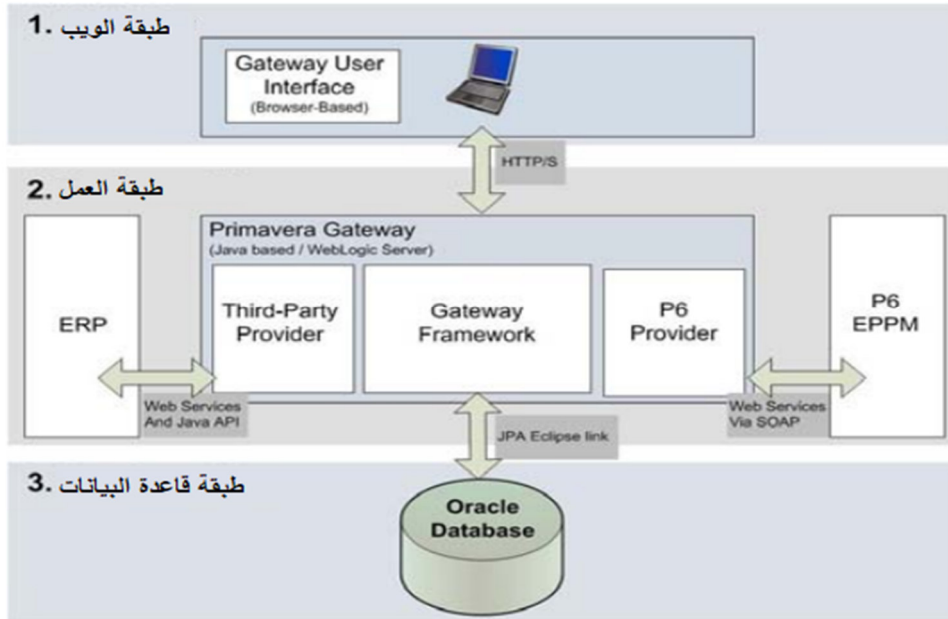 1. طبقة الويب
Gateway User
Interface
(Browser-Based)
HTTP/S
2. طبقة العمل
Primavera Gateway
(Java based / WebLogic Server)
ERP
Third-Party
Provider
Gateway
Framework
P6
Provider
P6
EPPM
Web Services
And Java API
Web Services
Via SOAP
JPA Eclipse link
3. طبقة قاعدة البيانات
Oracle
Database